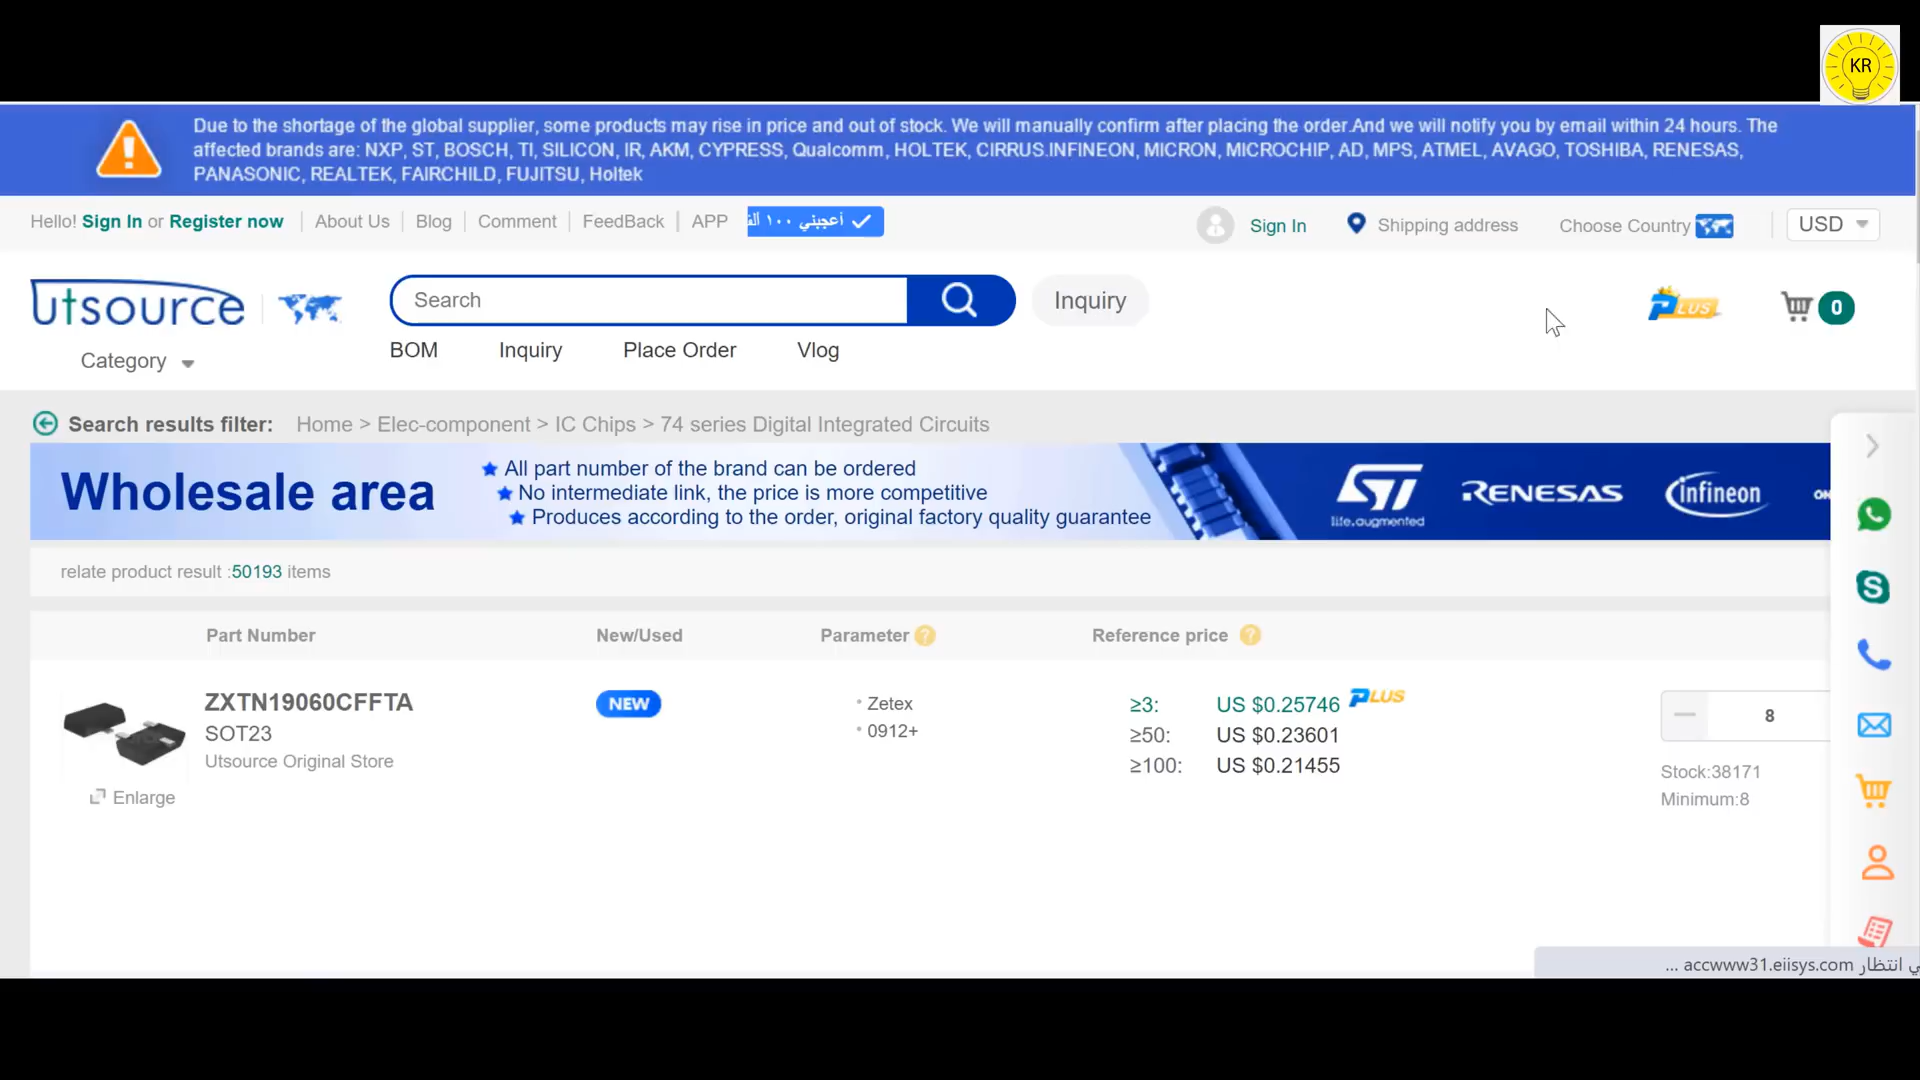 KR
Due to the shortage of the global supplier, some products may rise in price and out of stock. We will manually confirm after placing the order.And we will notify you by email within 24 hours. The
affected brands are: NXP, ST, BOSCH, TI, SILICON, IR, AKM, CYPRESS, Qualcomm, HOLTEK, CIRRUS.INFINEON, MICRON, MICROCHIP, AD, MPS, ATMEL, AVAGO, TOSHIBA, RENESAS,
PANASONIC, REALTEK, FAIRCHILD, FUJITSU, Holtek
Hello! Sign In or Register now About Us Blog Comment FeedBack APP أعجبني ١٠٠ Sign In Shipping address Choose Country USD
utsource Search Inquiry PLUS 0
BOM Inquiry Place Order Vlog
Category
Search results filter: Home > Elec-component > IC Chips > 74 series Digital Integrated Circuits
Wholesale area
★ All part number of the brand can be ordered
★ No intermediate link, the price is more competitive
★ Produces according to the order, original factory quality guarantee
ST life.augmented RENESAS infineon
relate product result :50193 items
Part Number New/Used Parameter ? Reference price ?
ZXTN19060CFFTA NEW • Zetex ≥3: US $0.25746 PLUS
SOT23 • 0912+ ≥50: US $0.23601 — 8
Utsource Original Store ≥100: US $0.21455
Stock:38171
Enlarge Minimum:8
S
انتظار accwww31.eiisys.com ...